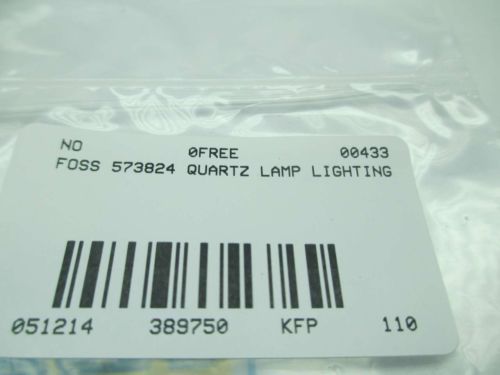 NO 0FREE 00433
FOSS 573824 QUARTZ LAMP LIGHTING
051214 389750 KFP 110